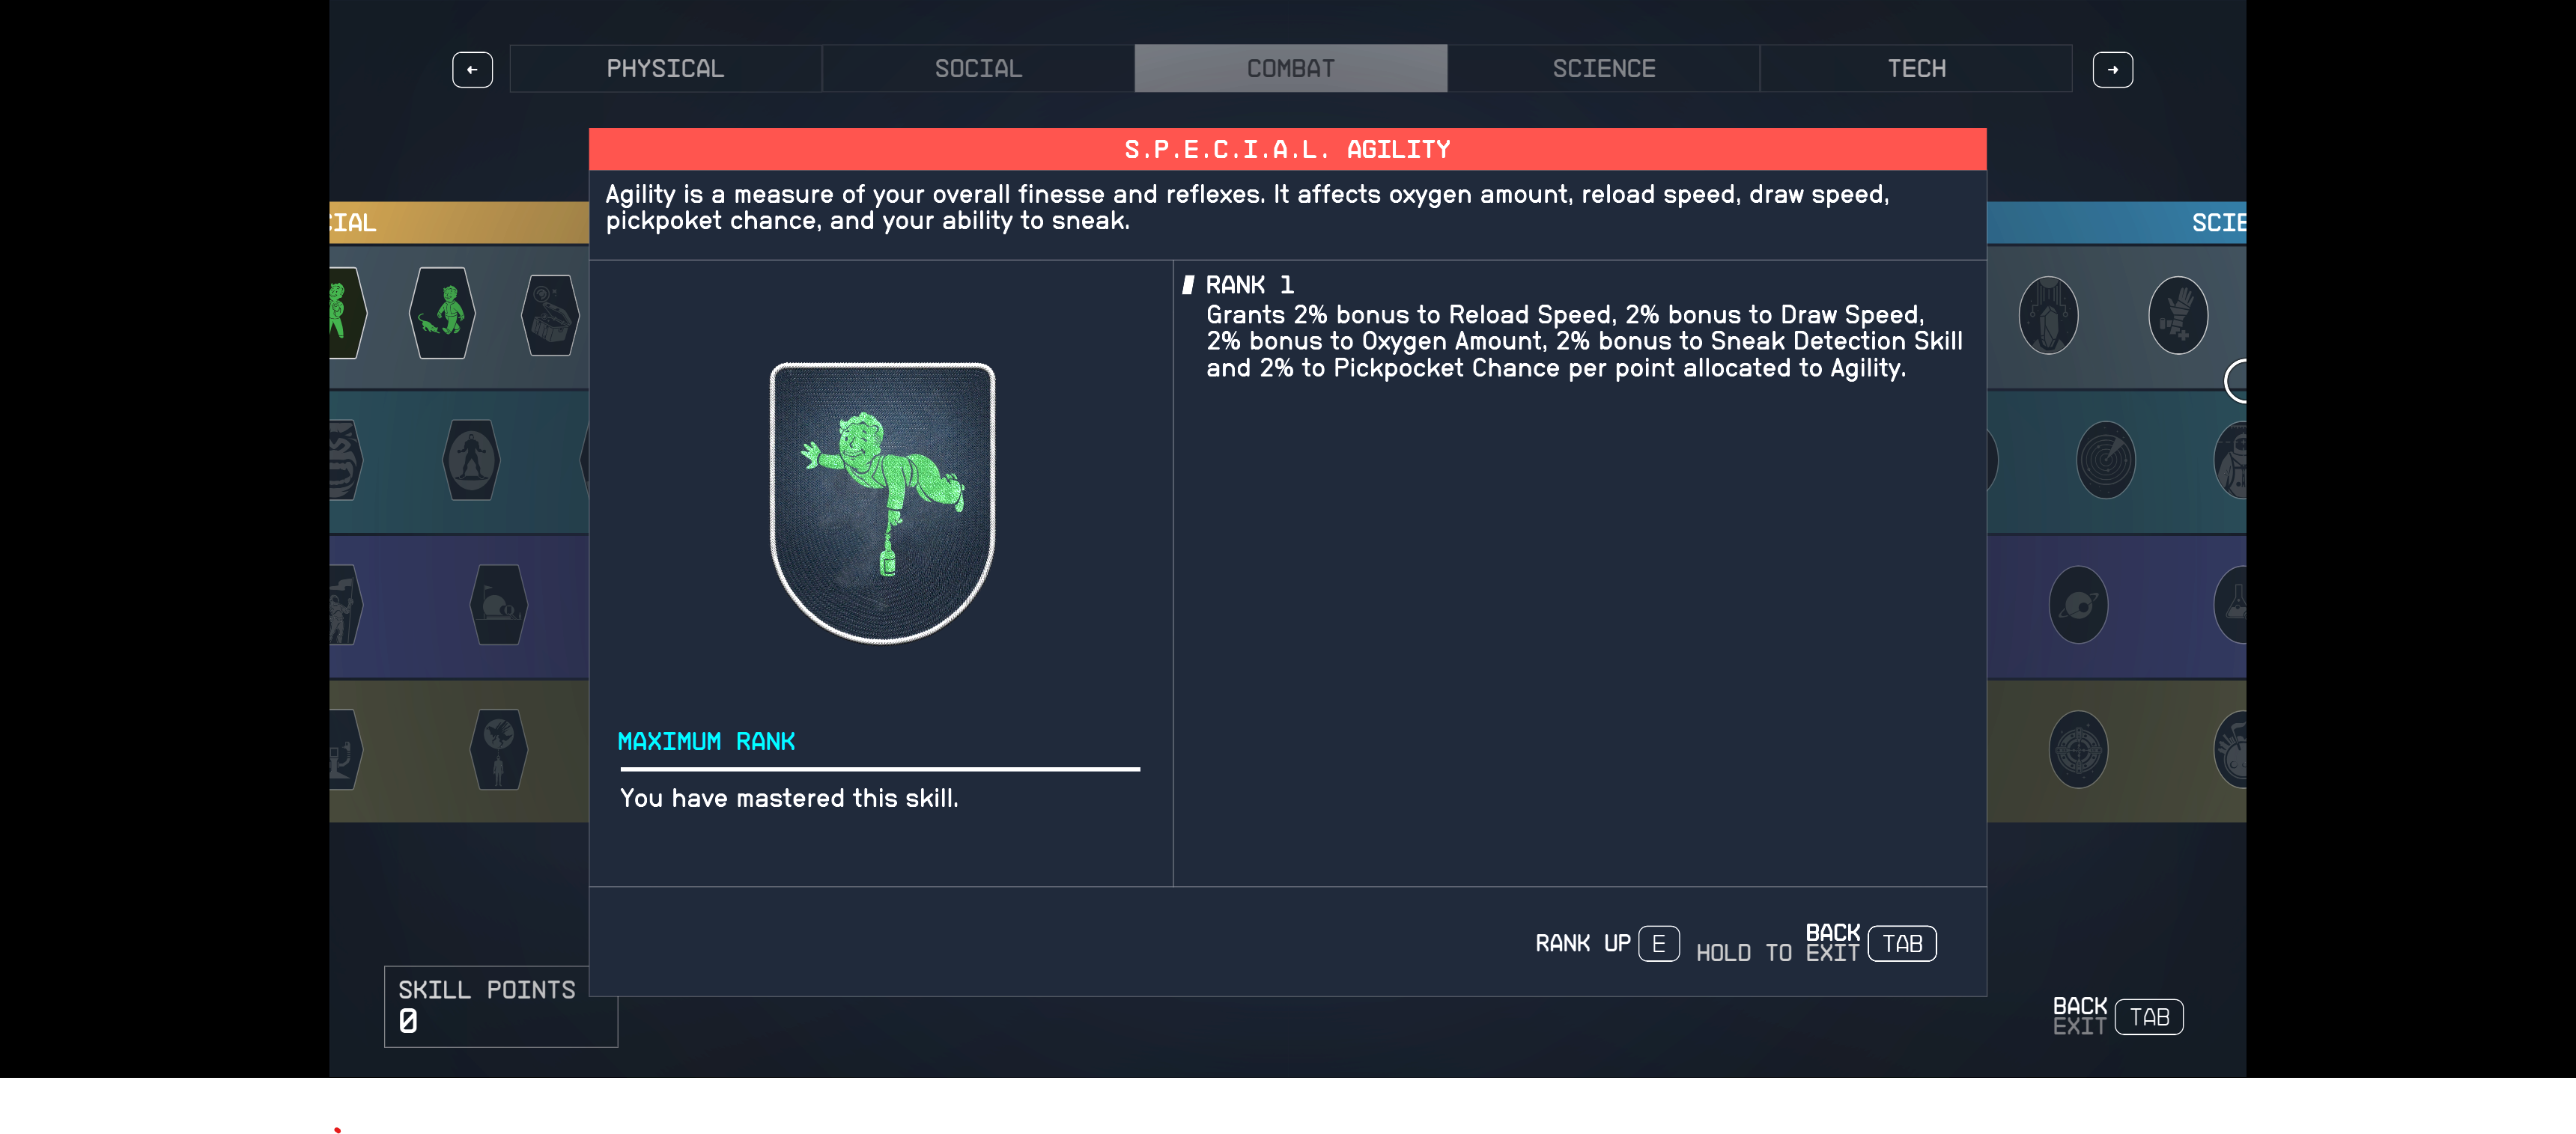 PHYSICAL SOCIAL COMBAT SCIENCE TECH
S.P.E.C.I.A.L. AGILITY
Agility is a measure of your overall finesse and reflexes. It affects oxygen amount, reload speed, draw speed,
pickpoket chance, and your ability to sneak.
CIAL
SCIE
RANK 1
Grants 2% bonus to Reload Speed, 2% bonus to Draw Speed,
2% bonus to Oxygen Amount, 2% bonus to Sneak Detection Skill
and 2% to Pickpocket Chance per point allocated to Agility.
MAXIMUM RANK
You have mastered this skill.
RANK UP E HOLD TO BACK EXIT TAB
SKILL POINTS
0
BACK
EXIT TAB